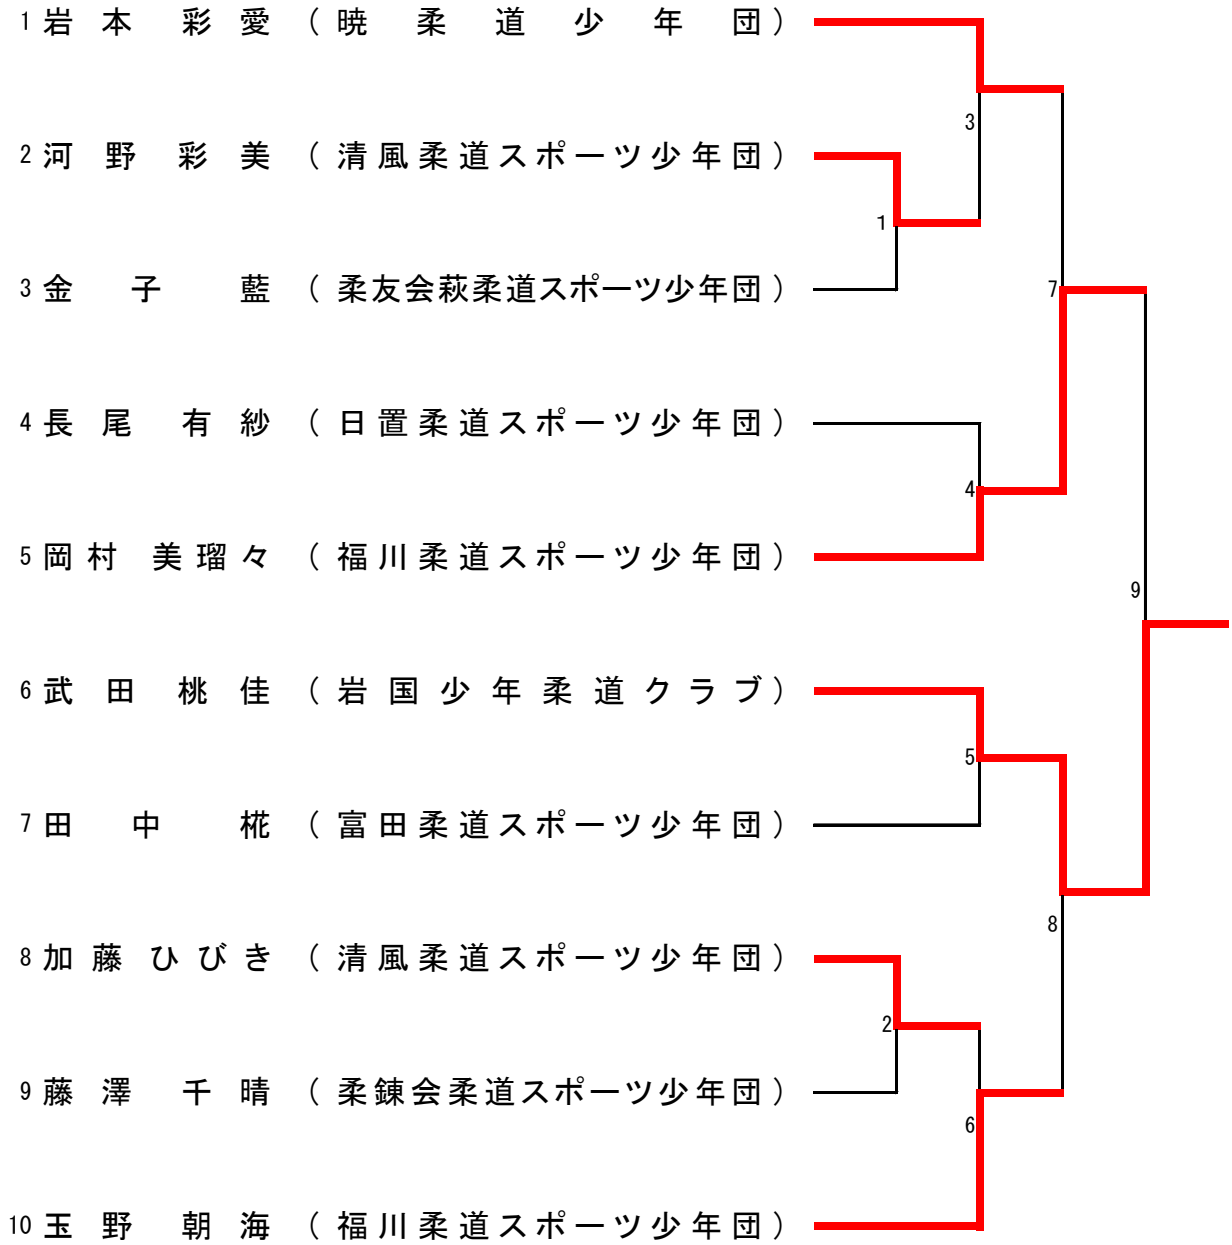 1 岩本 彩愛 (暁柔道少年団)
3
2 河野 彩美 (清風柔道スポーツ少年団)
1
3 金子 藍 (柔友会萩柔道スポーツ少年団)
7
4 長尾 有紗 (日置柔道スポーツ少年団)
4
5 岡村 美瑠々 (福川柔道スポーツ少年団)
9
6 武田 桃佳 (岩国少年柔道クラブ)
5
7 田中 椛 (富田柔道スポーツ少年団)
8
8 加藤 ひびき (清風柔道スポーツ少年団)
2
9 藤澤 千晴 (柔錬会柔道スポーツ少年団)
6
10 玉野 朝海 (福川柔道スポーツ少年団)